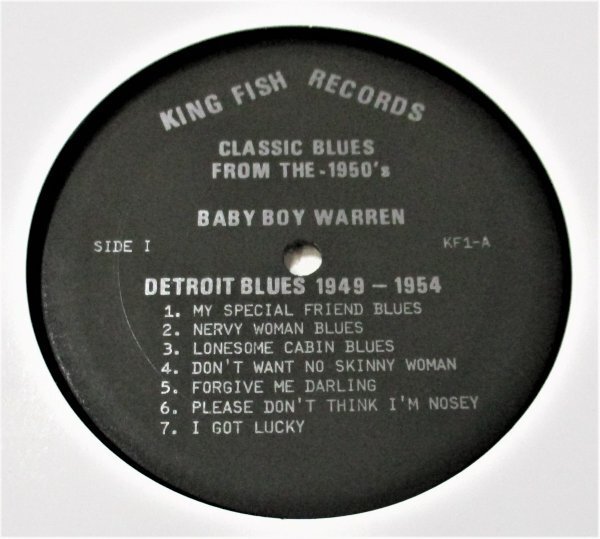 KING FISH RECORDS
CLASSIC BLUES
FROM THE-1950's
BABY BOY WARREN
SIDE I
KF1-A
DETROIT BLUES 1949 - 1954
1. MY SPECIAL FRIEND BLUES
2. NERVY WOMAN BLUES
3. LONESOME CABIN BLUES
4. DON'T WANT NO SKINNY WOMAN
5. FORGIVE ME DARLING
6. PLEASE DON'T THINK I'M NOSEY
7. I GOT LUCKY